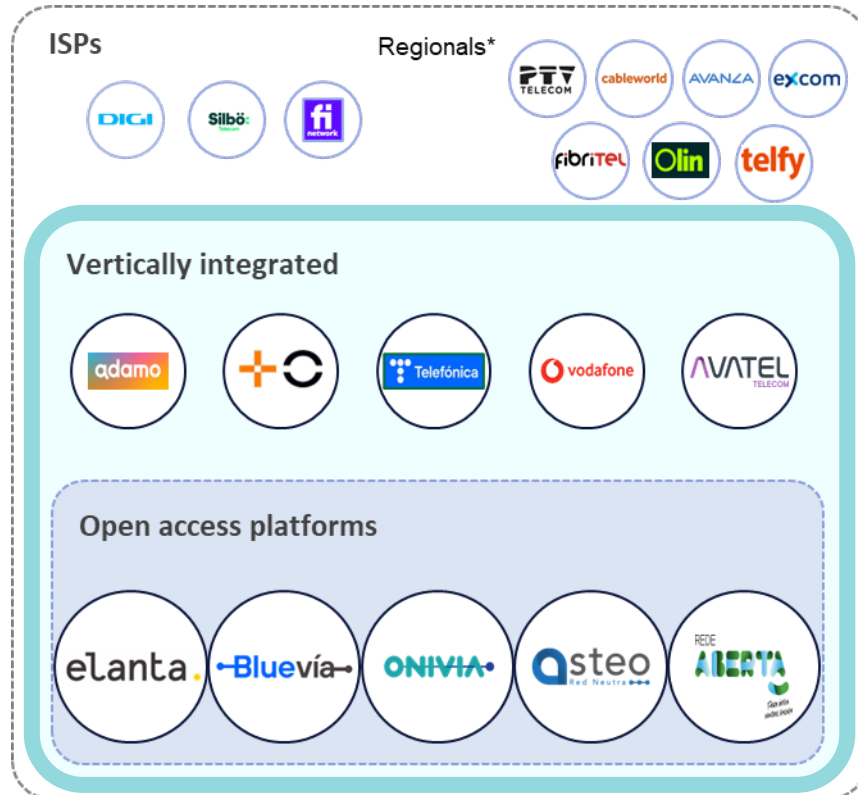 ISPs
Regionals*
DIGI
Silbö:
Telecom
fi
network
PTV
TELECOM
cableworld
AVANZA
excom
fibriTEL
Olin
telfy
Vertically integrated
adamo
Telefónica
vodafone
AVATEL
TELECOM
Open access platforms
elanta.
Bluevía
ONIVIA
asteo
Red Neutra
REDE
ABERTA